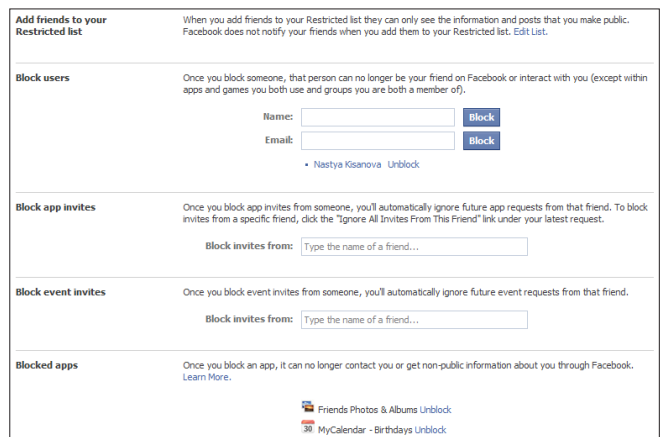 Add friends to your
Restricted list
When you add friends to your Restricted list they can only see the information and posts that you make public.
Facebook does not notify your friends when you add them to your Restricted list. Edit List.
Block users
Once you block someone, that person can no longer be your friend on Facebook or interact with you (except within
apps and games you both use and groups you are both a member of).
Name:
Block
Email:
Block
Nastya Kisanova Unblock
Block app invites
Once you block app invites from someone, you'll automatically ignore future app requests from that friend. To block
invites from a specific friend, click the "Ignore All Invites From This Friend" link under your latest request.
Block invites from:
Type the name of a friend...
Block event invites
Once you block event invites from someone, you'll automatically ignore future event requests from that friend.
Block invites from:
Type the name of a friend...
Blocked apps
Once you block an app, it can no longer contact you or get non-public information about you through Facebook.
Learn More.
Friends Photos & Albums Unblock
30 MyCalendar - Birthdays Unblock